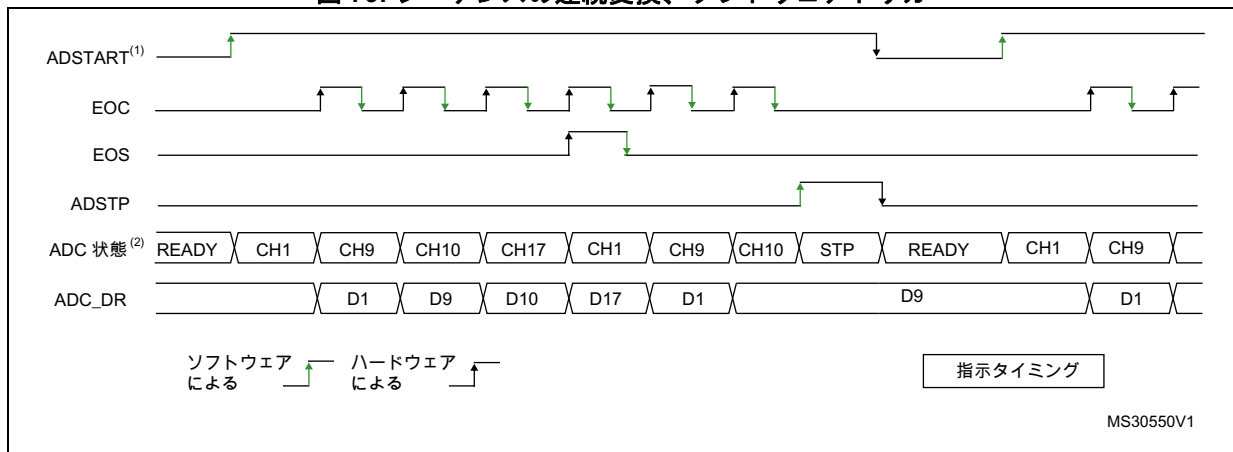 ADSTART(1)
EOC
EOS
ADSTP
ADC 状態(2) READY CH1 CH9 CH10 CH17 CH1 CH9 CH10 STP READY CH1 CH9
ADC_DR D1 D9 D10 D17 D1 D9 D1
ソフトウェア ハードウェア
による による
指示タイミング
MS30550V1